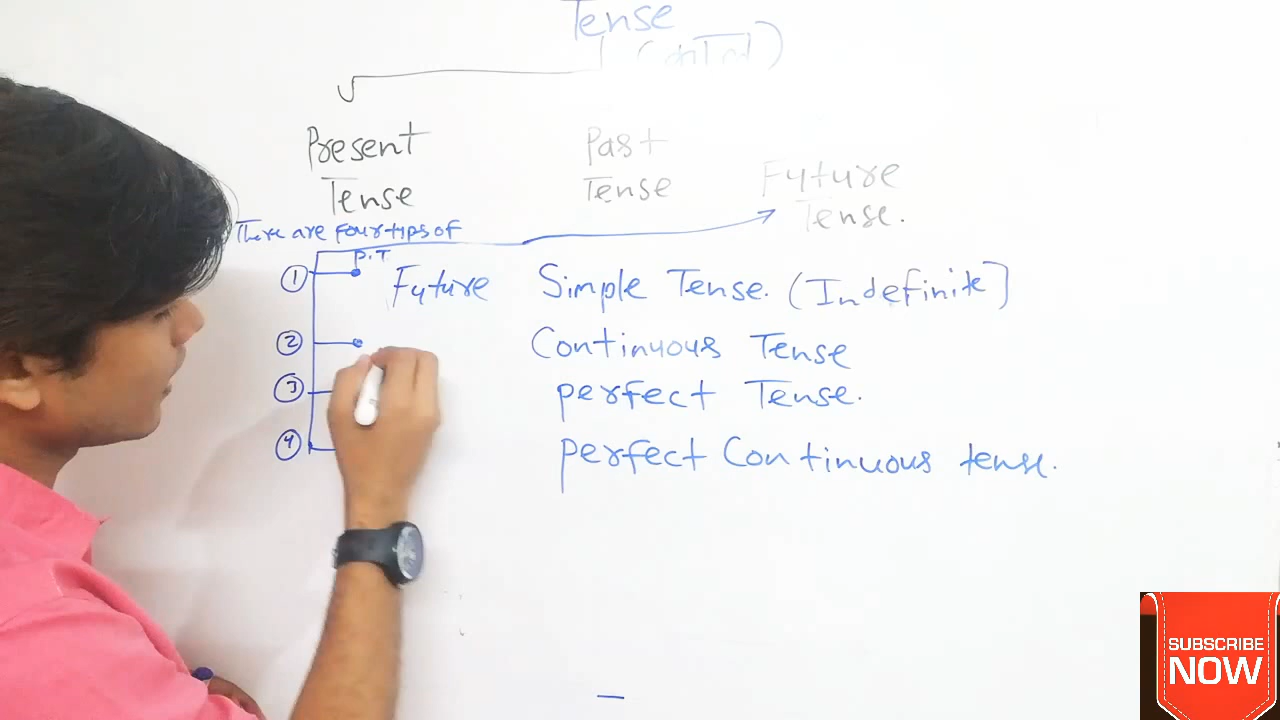 Tense
(ontd)
Present Tense
Past Tense
Future Tense.
There are four tips of
P.T
① Future Simple Tense. (Indefinite]
② Continuous Tense
③ perfect Tense.
④ perfect Continuous tense.
SUBSCRIBE
NOW